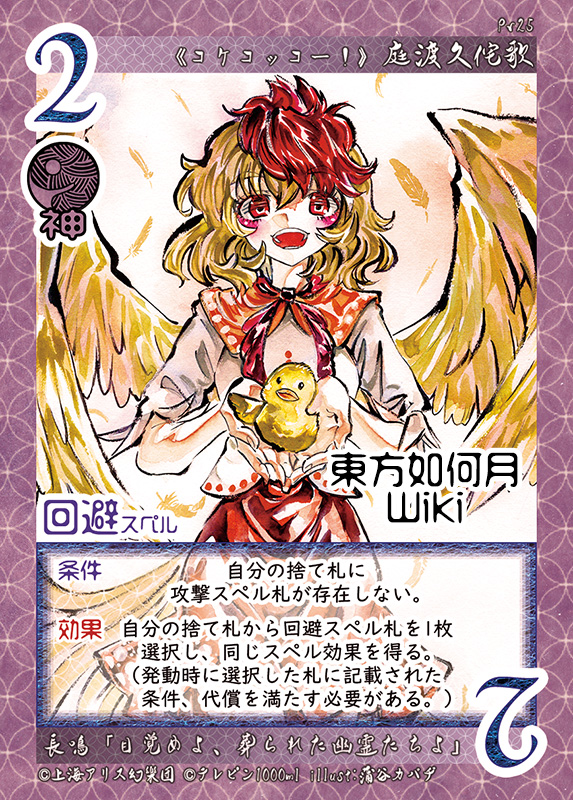 Pr25
2
《コケコッコー!》 庭渡久侘歌
神
東方如何月
Wiki
回避スペル
条件 自分の捨て札に
攻撃スペル札が存在しない。
効果 自分の捨て札から回避スペル札を1枚
選択し、同じスペル効果を得る。
(発動時に選択した札に記載された
条件、代償を満たす必要がある。)
2
長鳴「目覚めよ、葬られた幽霊たちよ」
©上海アリス幻樂団 ©テレピン1000ml illust:蒲谷カバヂ